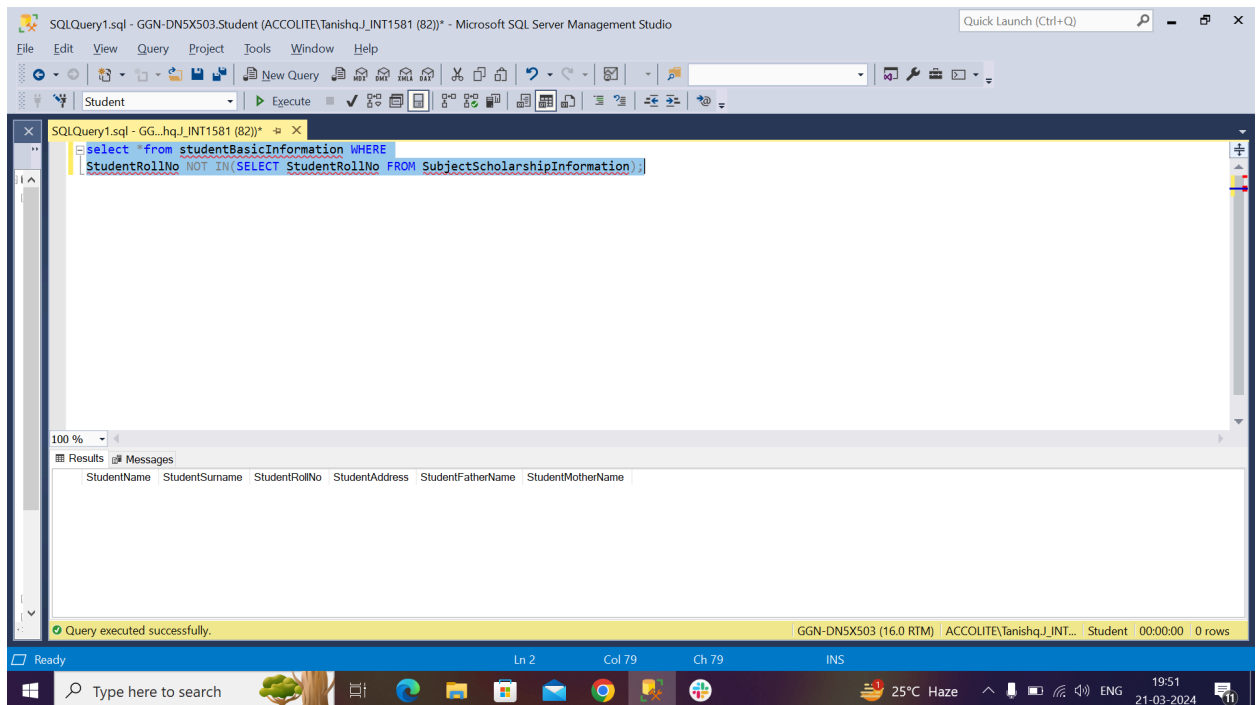 SQLQuery1.sql - GGN-DN5X503.Student (ACCOLITE\Tanishq.J_INT1581 (82))* - Microsoft SQL Server Management Studio
Quick Launch (Ctrl+Q)
File Edit View Query Project Tools Window Help
New Query
Student Execute
SQLQuery1.sql - GG...hq.J_INT1581 (82))*
select *from studentBasicInformation WHERE
StudentRollNo NOT IN(SELECT StudentRollNo FROM SubjectScholarshipInformation);
100 %
Results Messages
StudentName StudentSurname StudentRollNo StudentAddress StudentFatherName StudentMotherName
Query executed successfully. GGN-DN5X503 (16.0 RTM) ACCOLITE\Tanishq.J_INT... Student 00:00:00 0 rows
Ready Ln 2 Col 79 Ch 79 INS
Type here to search 25°C Haze ENG 19:51
21-03-2024